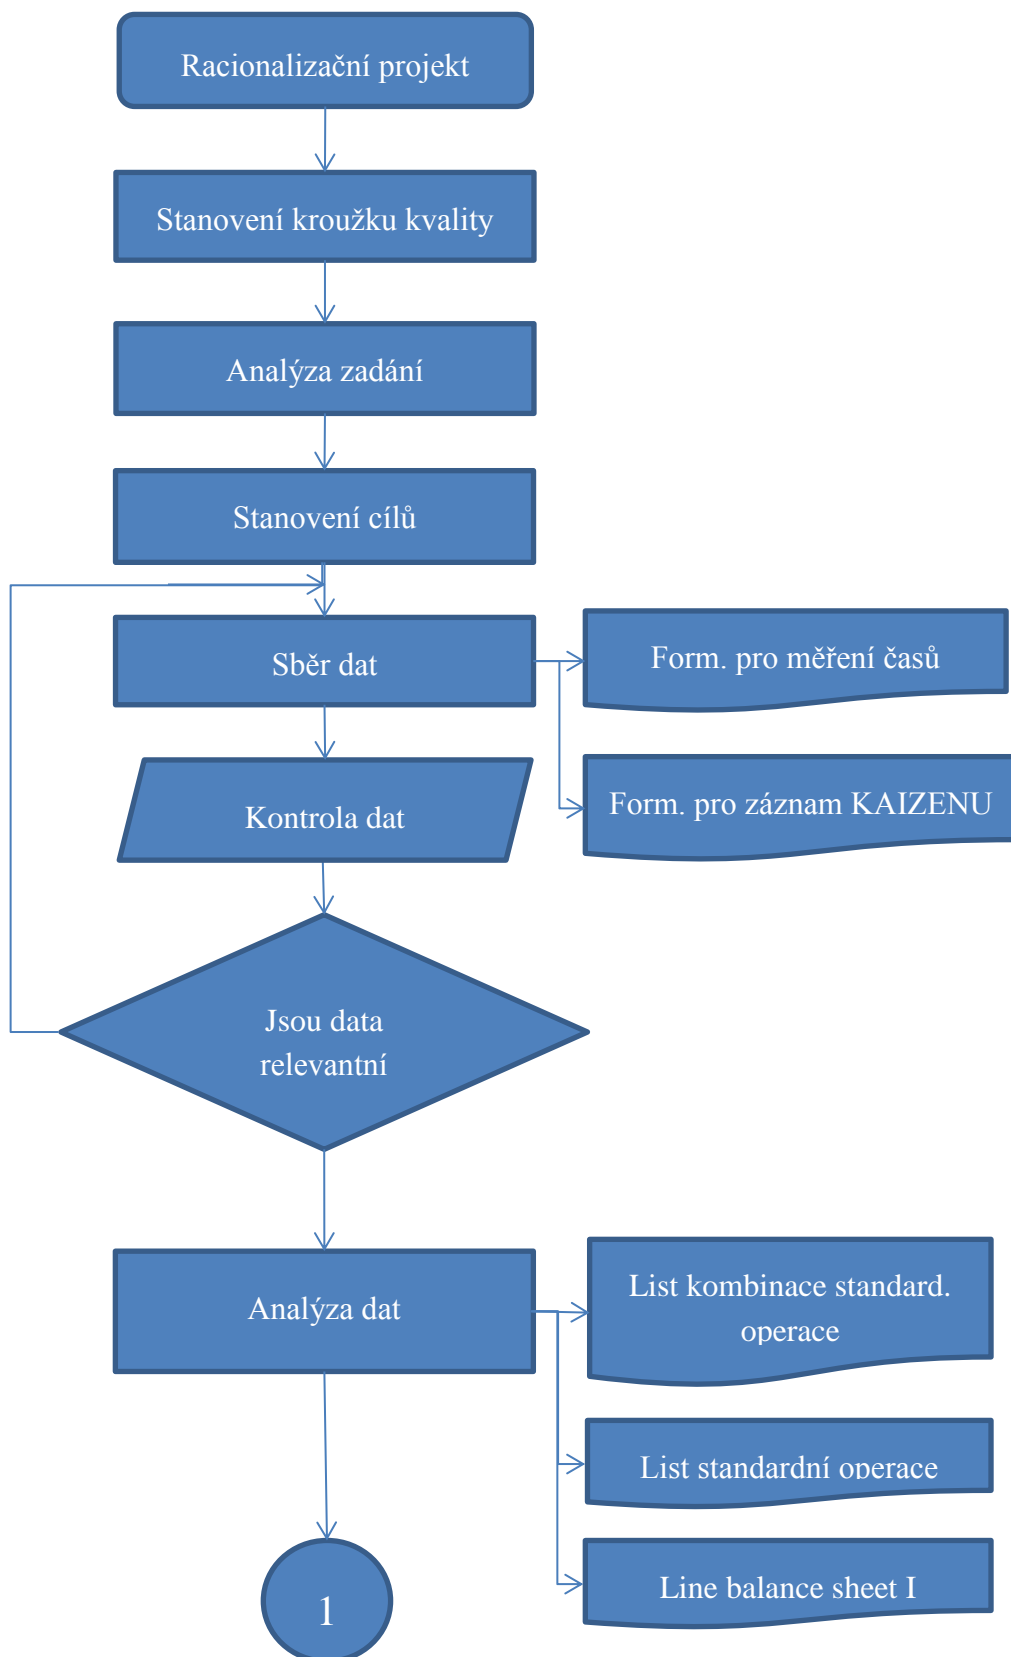 Racionalizační projekt
Stanovení kroužku kvality
Analýza zadání
Stanovení cílů
Sběr dat
Form. pro měření časů
Form. pro záznam KAIZENU
Kontrola dat
Jsou data
relevantní
Analýza dat
List kombinace standard.
operace
List standardní operace
Line balance sheet I
1